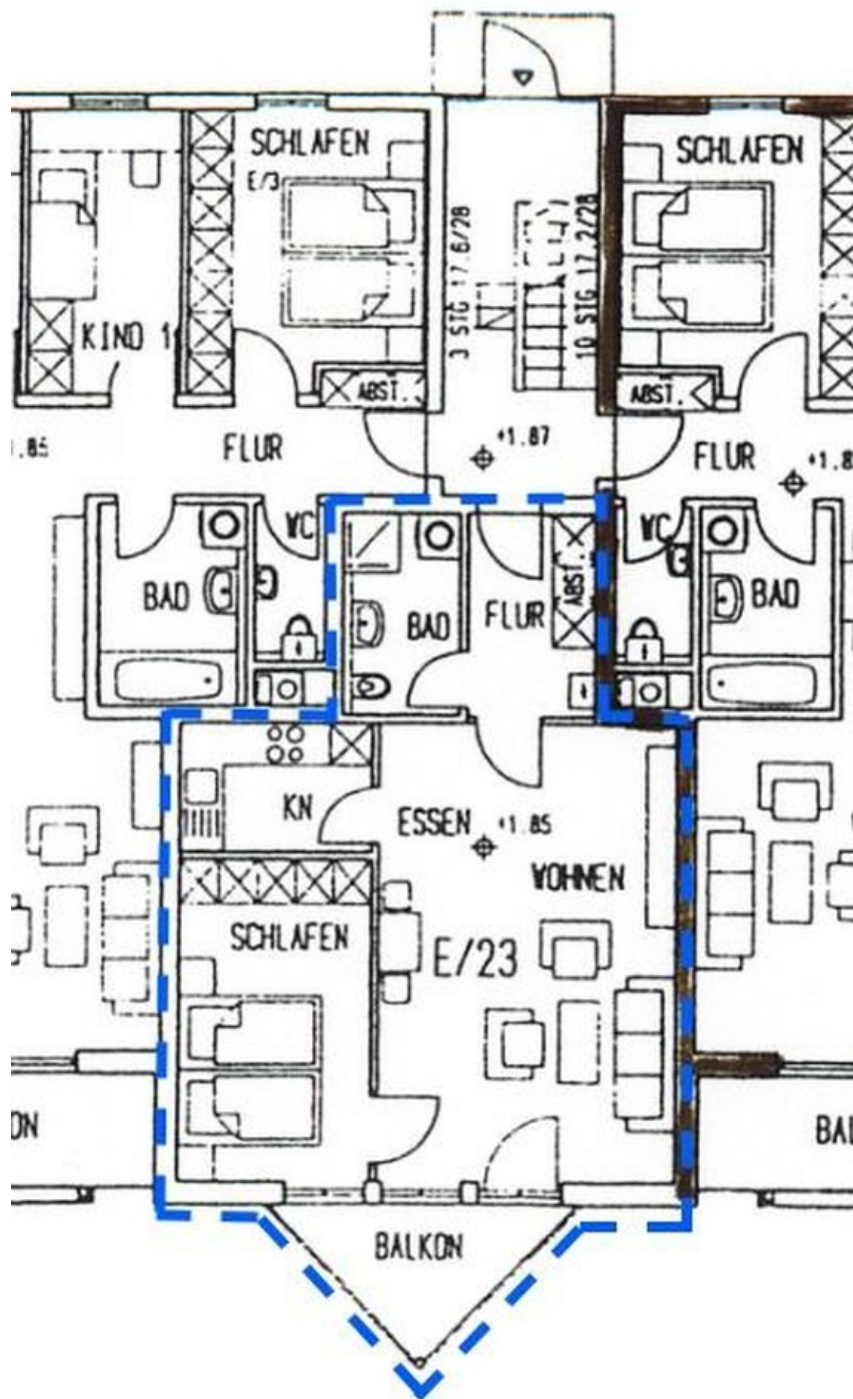 SCHLAFEN
E/3
SCHLAFEN
KIND 1
3 STG 17.6/28
10 STG 17.2/28
ABST.
ABST.
FLUR
+1.87
FLUR
WC
WC
BAD
BAD
FLUR
ABST.
BAD
KN
ESSEN
+1.85
WOHNEN
SCHLAFEN
E/23
BALKON